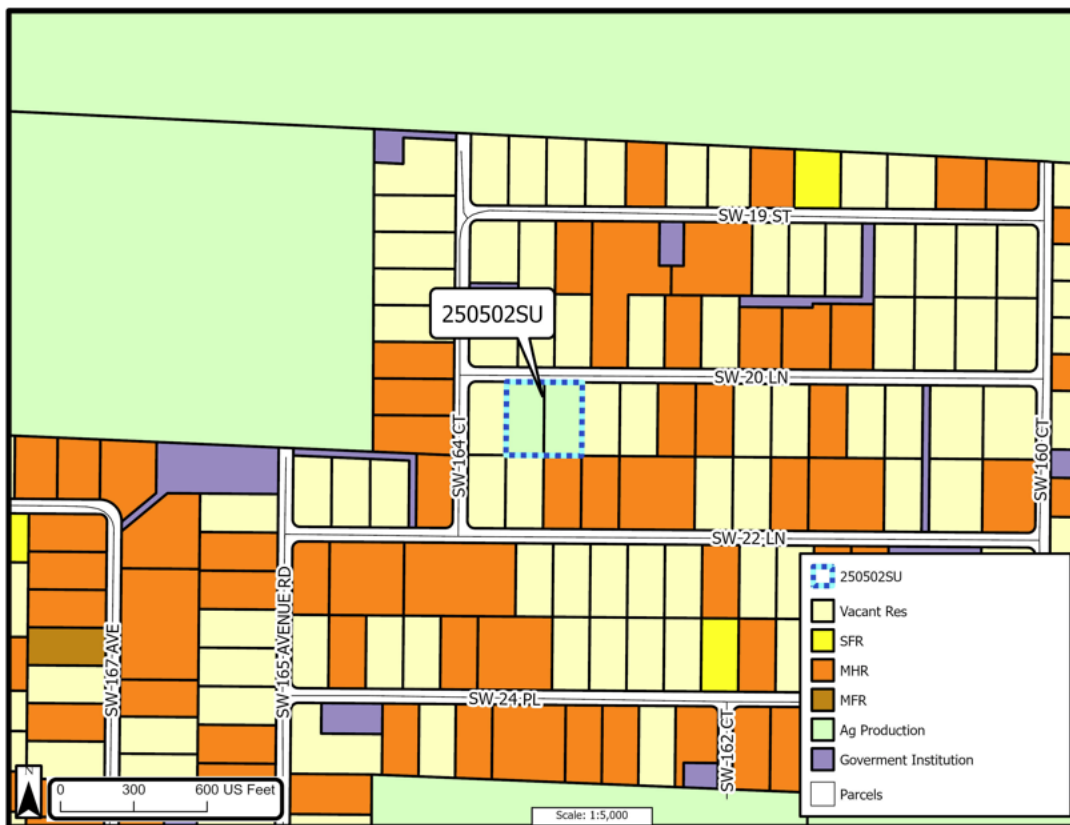 SW 19 ST
250502SU
SW 20 LN
SW 164 CT
SW 160 CT
SW 22 LN
SW 165 AVENUE RD
SW 167 AVE
SW 24 PL
SW 162 CT
250502SU
Vacant Res
SFR
MHR
MFR
Ag Production
Goverment Institution
Parcels
N
0 300 600 US Feet
Scale: 1:5,000